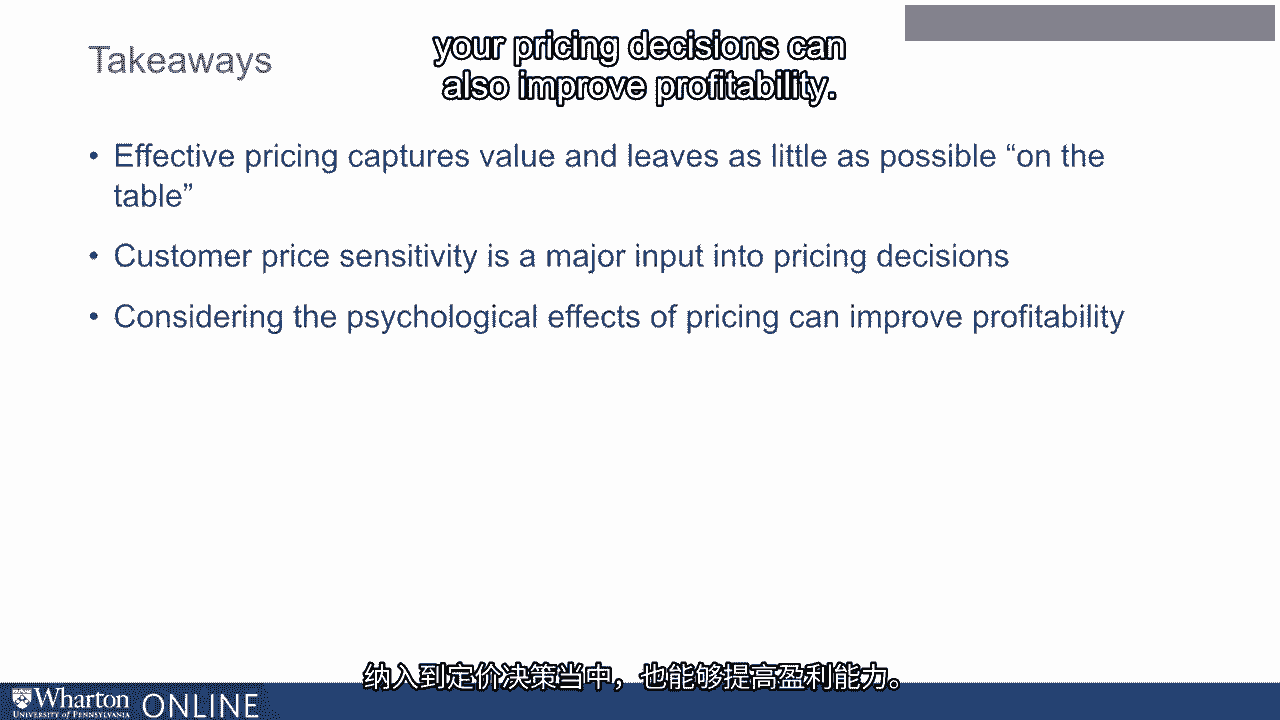 Takeaways
your pricing decisions can
also improve profitability.
• Effective pricing captures value and leaves as little as possible “on the
table”
• Customer price sensitivity is a major input into pricing decisions
• Considering the psychological effects of pricing can improve profitability
纳入到定价决策当中，也能够提高盈利能力。
Wharton
UNIVERSITY of PENNSYLVANIA
ONLINE